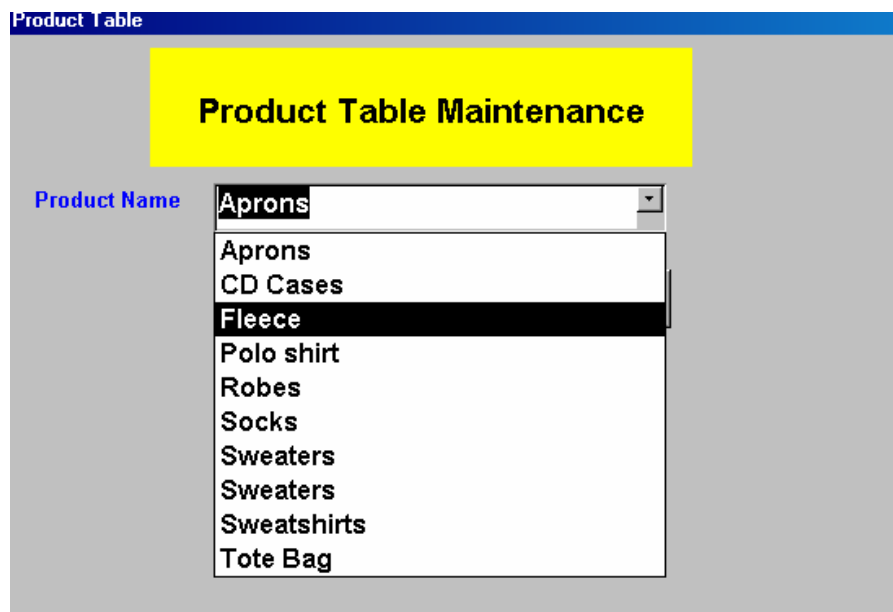 Product Table
Product Table Maintenance
Product Name
Aprons
Aprons
CD Cases
Fleece
Polo shirt
Robes
Socks
Sweaters
Sweaters
Sweatshirts
Tote Bag